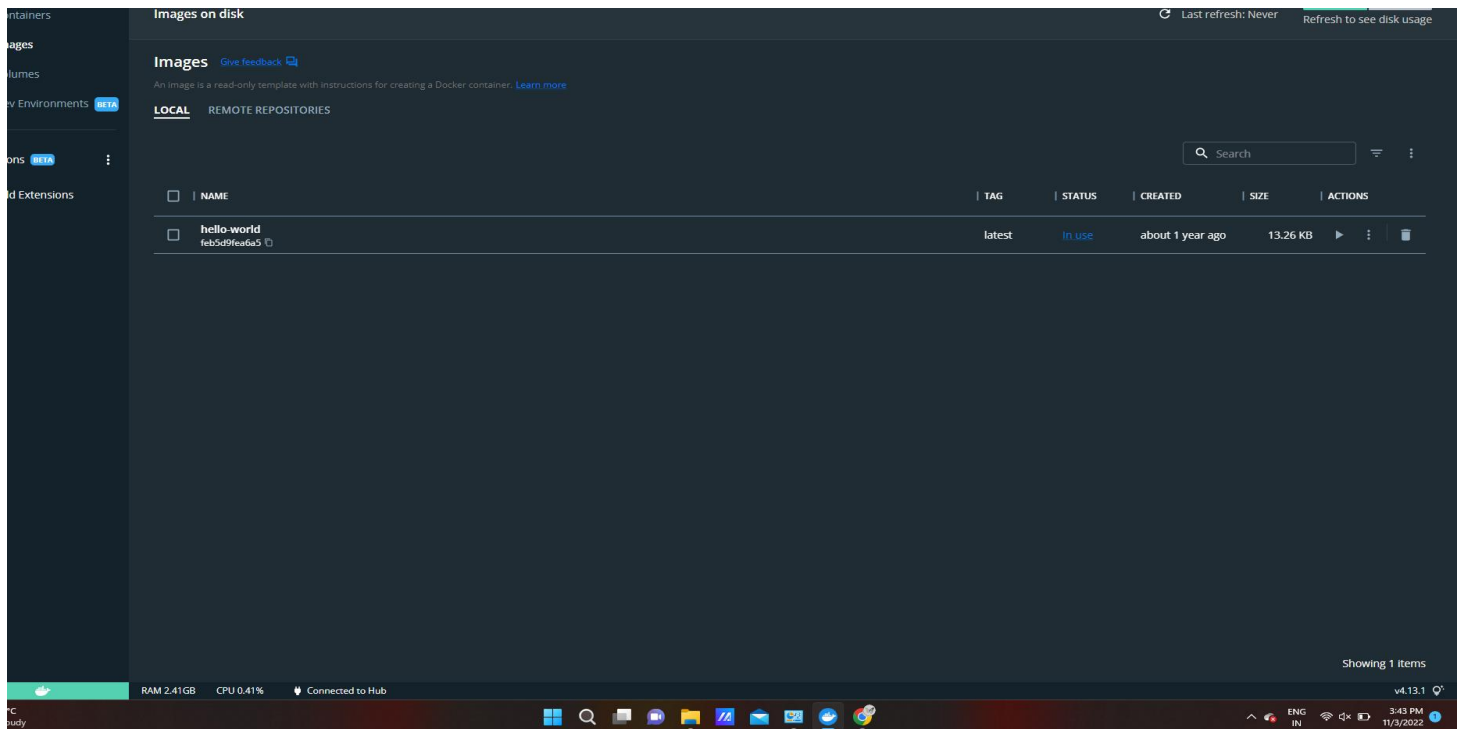 ontainers
Images on disk
Last refresh: Never
Refresh to see disk usage
ages
Images Give feedback
lumes
An image is a read-only template with instructions for creating a Docker container. Learn more
ev Environments BETA
LOCAL REMOTE REPOSITORIES
ons BETA
Search
ld Extensions
NAME TAG STATUS CREATED SIZE ACTIONS
hello-world latest In use about 1 year ago 13.26 KB
feb5d9fea6a5
Showing 1 items
RAM 2.41GB CPU 0.41% Connected to Hub v4.13.1
°C
oudy
ENG
IN
3:43 PM
11/3/2022
1